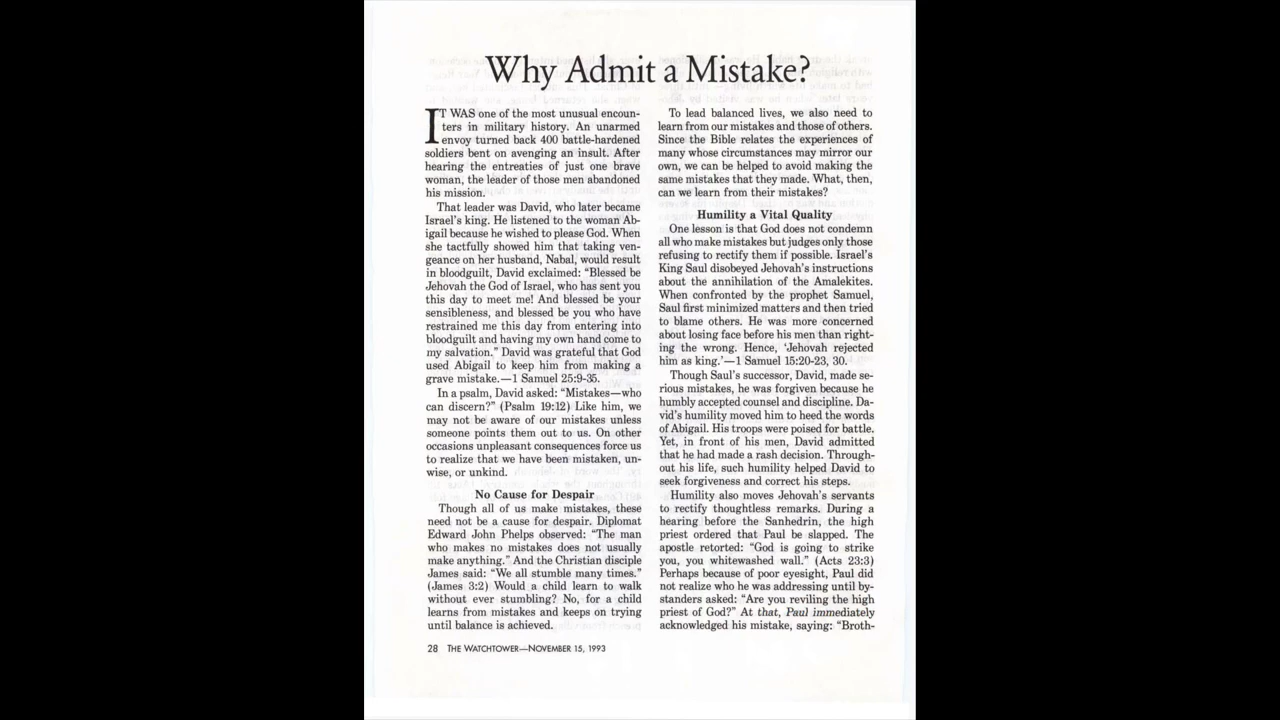 Why Admit a Mistake?
IT WAS one of the most unusual encoun-
ters in military history. An unarmed
envoy turned back 400 battle-hardened
soldiers bent on avenging an insult. After
hearing the entreaties of just one brave
woman, the leader of those men abandoned
his mission.
That leader was David, who later became
Israel's king. He listened to the woman Ab-
igail because he wished to please God. When
she tactfully showed him that taking ven-
geance on her husband, Nabal, would result
in bloodguilt, David exclaimed: "Blessed be
Jehovah the God of Israel, who has sent you
this day to meet me! And blessed be your
sensibleness, and blessed be you who have
restrained me this day from entering into
bloodguilt and having my own hand come to
my salvation." David was grateful that God
used Abigail to keep him from making a
grave mistake.—1 Samuel 25:9-35.
In a psalm, David asked: "Mistakes—who
can discern?" (Psalm 19:12) Like him, we
may not be aware of our mistakes unless
someone points them out to us. On other
occasions unpleasant consequences force us
to realize that we have been mistaken, un-
wise, or unkind.
No Cause for Despair
Though all of us make mistakes, these
need not be a cause for despair. Diplomat
Edward John Phelps observed: "The man
who makes no mistakes does not usually
make anything." And the Christian disciple
James said: "We all stumble many times."
(James 3:2) Would a child learn to walk
without ever stumbling? No, for a child
learns from mistakes and keeps on trying
until balance is achieved.
To lead balanced lives, we also need to
learn from our mistakes and those of others.
Since the Bible relates the experiences of
many whose circumstances may mirror our
own, we can be helped to avoid making the
same mistakes that they made. What, then,
can we learn from their mistakes?
Humility a Vital Quality
One lesson is that God does not condemn
all who make mistakes but judges only those
refusing to rectify them if possible. Israel's
King Saul disobeyed Jehovah's instructions
about the annihilation of the Amalekites.
When confronted by the prophet Samuel,
Saul first minimized matters and then tried
to blame others. He was more concerned
about losing face before his men than right-
ing the wrong. Hence, 'Jehovah rejected
him as king.'—1 Samuel 15:20-23, 30.
Though Saul's successor, David, made se-
rious mistakes, he was forgiven because he
humbly accepted counsel and discipline. Da-
vid's humility moved him to heed the words
of Abigail. His troops were poised for battle.
Yet, in front of his men, David admitted
that he had made a rash decision. Through-
out his life, such humility helped David to
seek forgiveness and correct his steps.
Humility also moves Jehovah's servants
to rectify thoughtless remarks. During a
hearing before the Sanhedrin, the high
priest ordered that Paul be slapped. The
apostle retorted: "God is going to strike
you, you whitewashed wall." (Acts 23:3)
Perhaps because of poor eyesight, Paul did
not realize who he was addressing until by-
standers asked: "Are you reviling the high
priest of God?" At that, Paul immediately
acknowledged his mistake, saying: "Broth-
28 THE WATCHTOWER—NOVEMBER 15, 1993